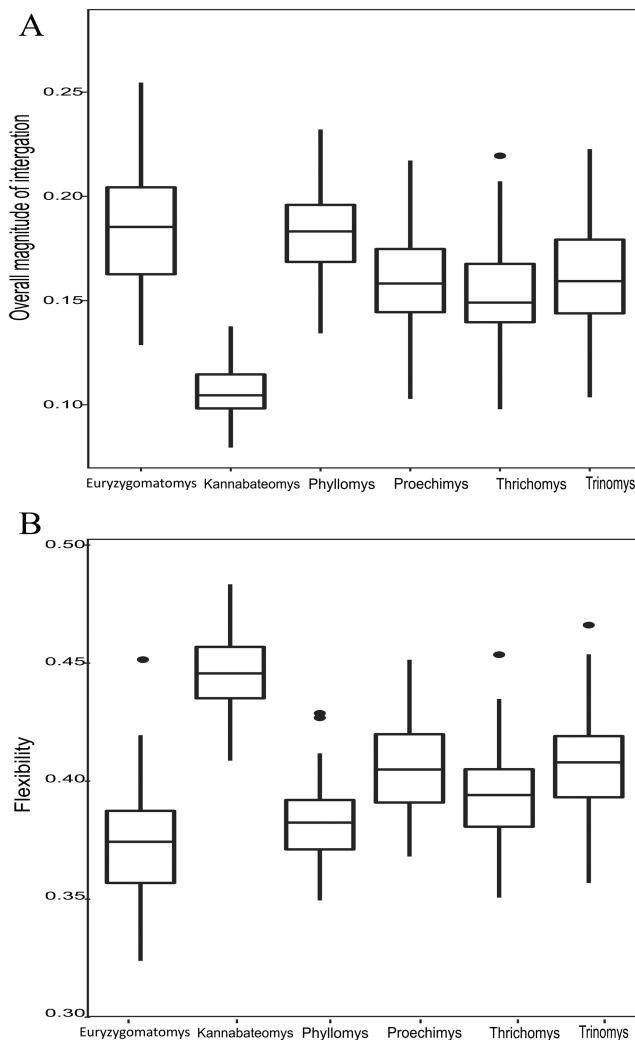 A
Overall magnitude of intergation
0.25
0.20
0.15
0.10
Euryzygomatomys Kannabateomys Phyllomys Proechimys Thrichomys Trinomys
B
Flexibility
0.50
0.45
0.40
0.35
0.30
Euryzygomatomys Kannabateomys Phyllomys Proechimys Thrichomys Trinomys